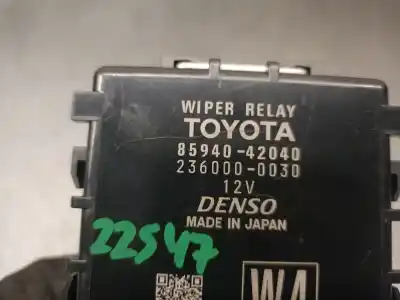 WIPER RELAY
TOYOTA
85940-42040
236000-0030
12V
DENSO
MADE IN JAPAN
22547
W4